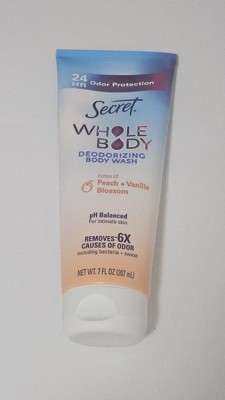 24 HR Odor Protection
Secret.
WHOLE
BODY
DEODORIZING
BODY WASH
notes of
Peach + Vanilla
Blossom
pH Balanced
For intimate skin
REMOVES 6X
CAUSES OF ODOR
Including bacteria + sweat
NET WT. 7 FL OZ (207 mL)